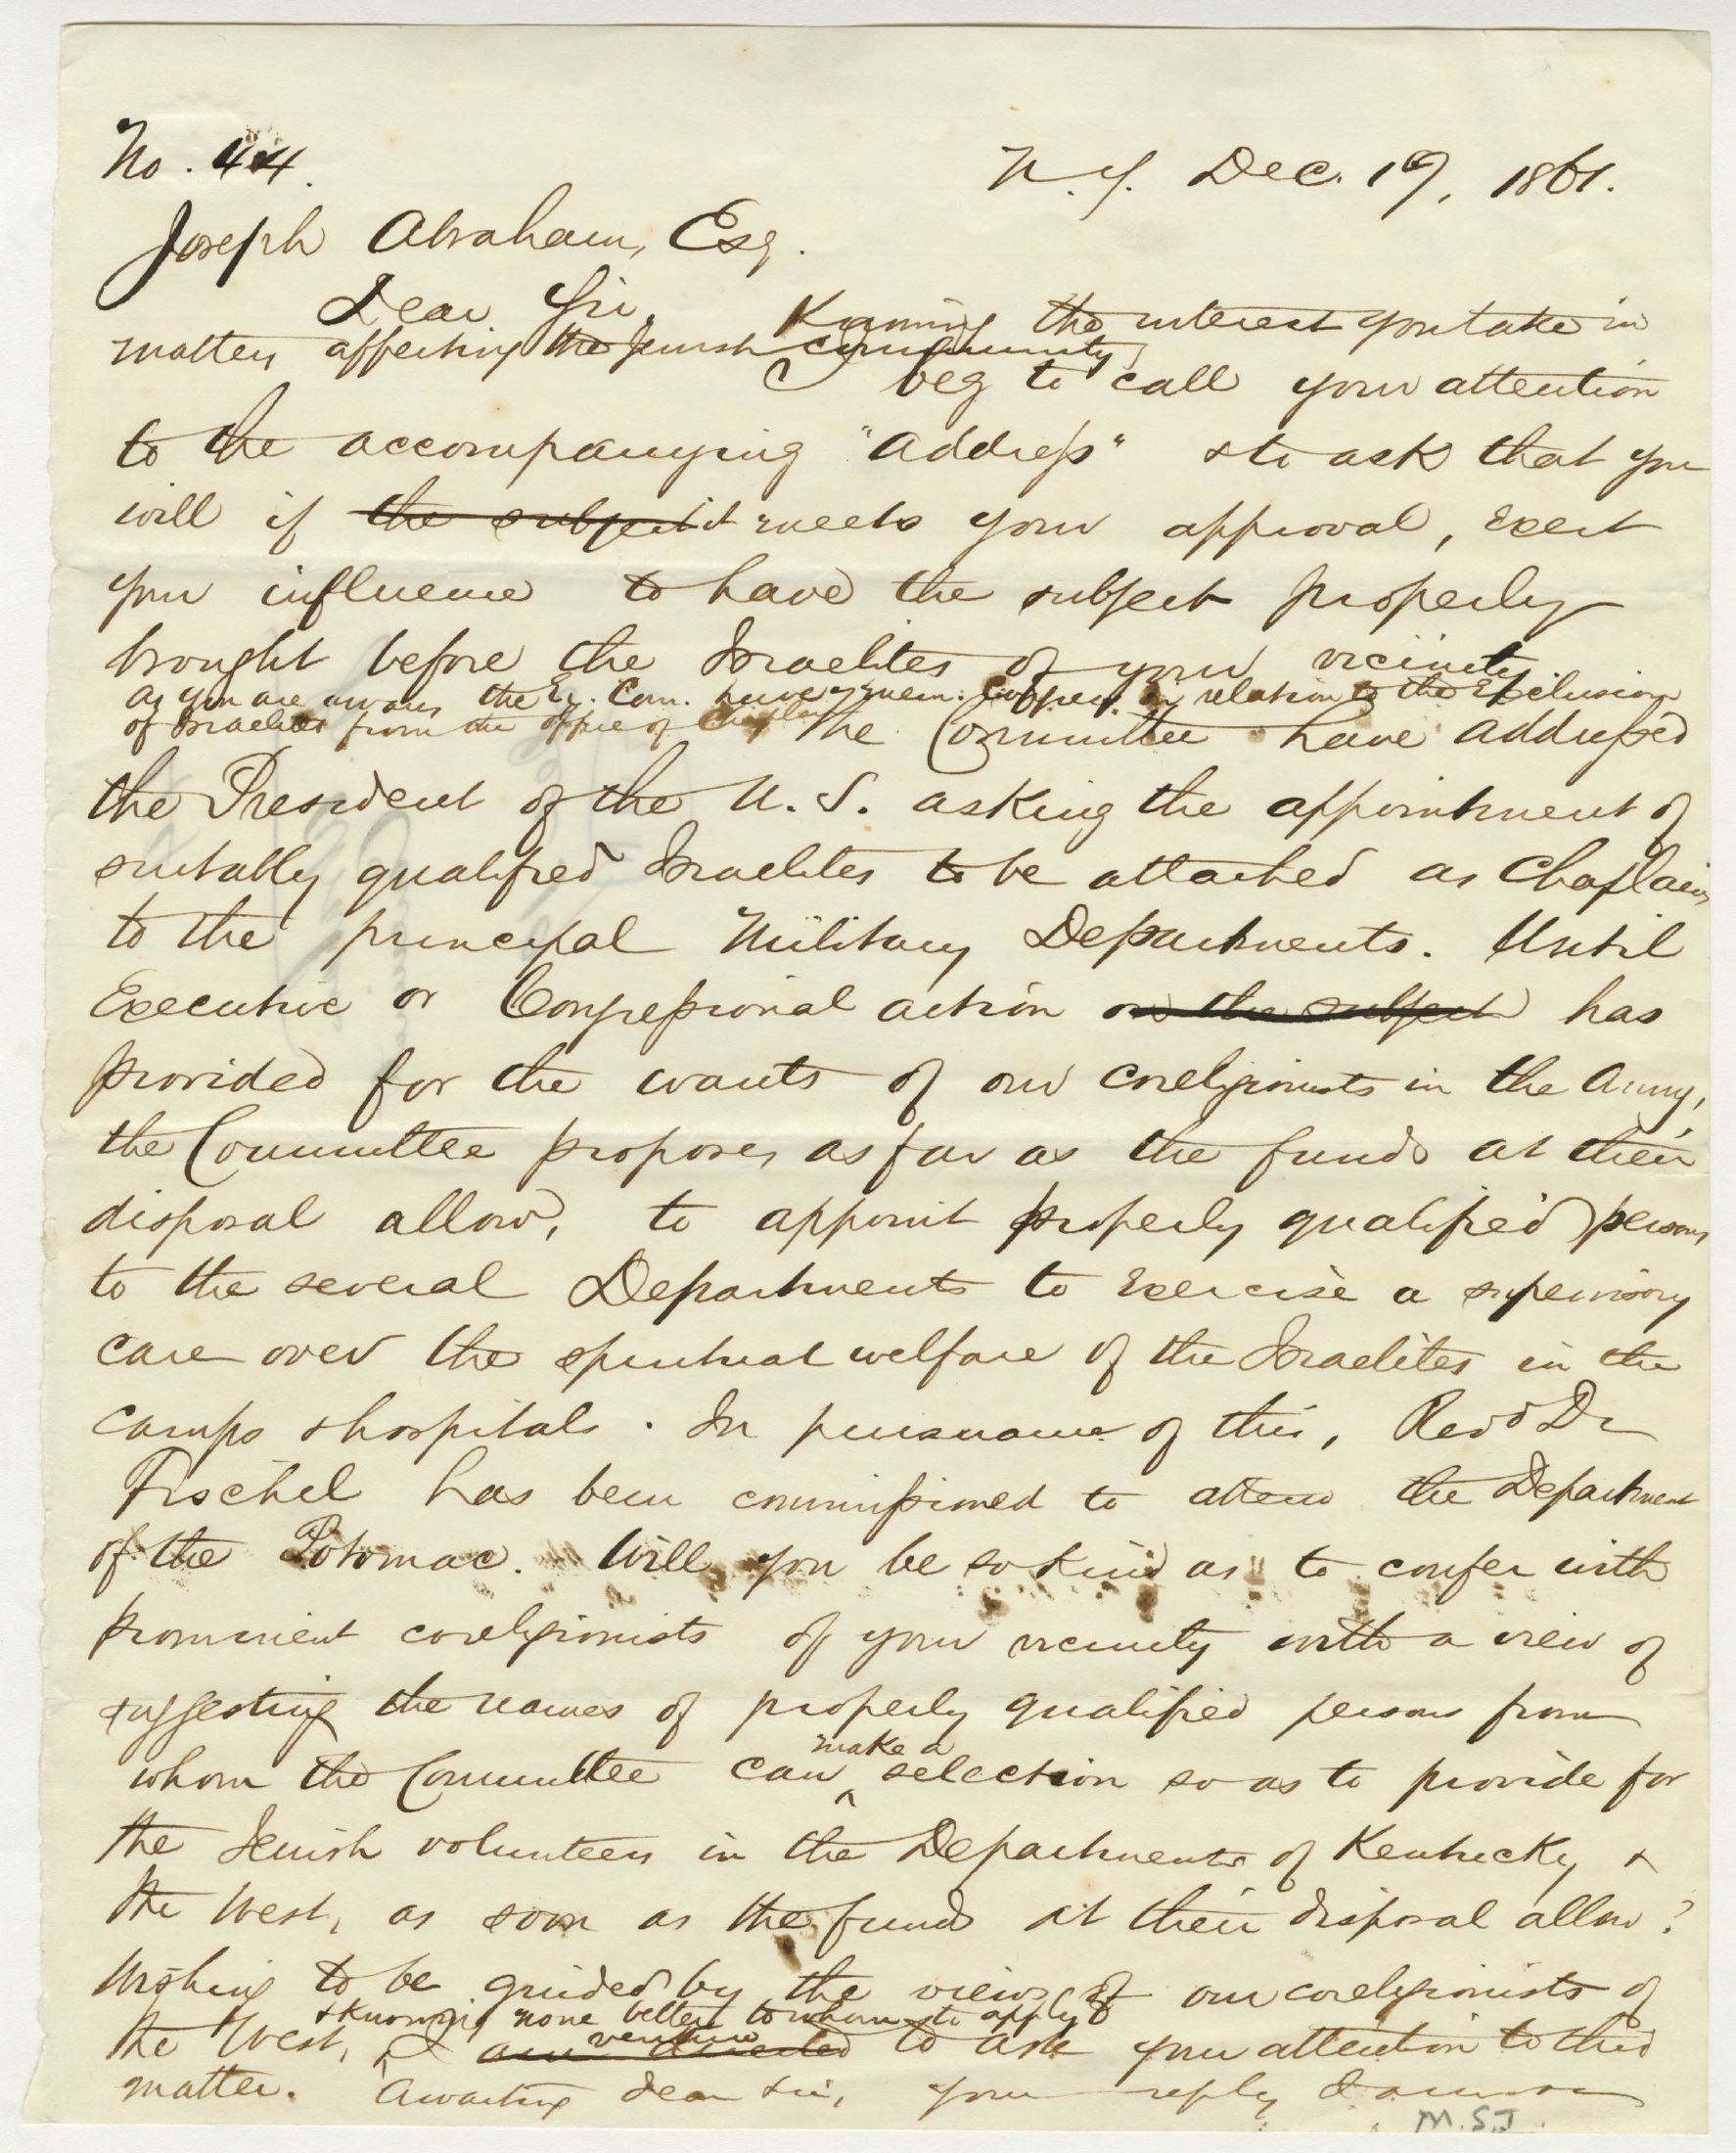 No. 44.
N.Y. Dec. 19, 1861.
Joseph Abraham, Esq.
Dear Sir, Knowing the interest you take in
matters affecting the Jewish community,
I beg to call your attention
to the accompanying "Address" & to ask that you
will if the subject it meets your approval, exert
your influence to have the subject properly
brought before the Israelites of your vicinity.
As you are aware the Ex. Com. have in relation to the exclusion
of Israelites from the office of Chaplain
The Committee have addressed
the President of the U.S. asking the appointment of
suitably qualified Israelites to be attached as Chaplains
to the principal Military Departments. Until
Executive or Congressional action on the subject has
provided for the wants of our coreligionists in the Army,
the Committee proposes, as far as the funds at their
disposal allow, to appoint properly qualified persons
to the several Departments to exercise a supervisory
care over the spiritual welfare of the Israelites in the
camps & hospitals. In pursuance of this, Revd Dr
Fischel has been commissioned to attend the Department
of the Potomac. Will you be so kind as to confer with
prominent coreligionists of your vicinity with a view of
suggesting the names of properly qualified persons from
whom the Committee can make a selection so as to provide for
the Jewish volunteers in the Departments of Kentucky &
the West, as soon as the funds at their disposal allow?
Wishing to be guided by the views of our coreligionists of
& knowing none better to whom to apply
the West, I am directed venture to ask your attention to this
matter. Awaiting dear sir, your reply I am
M.S.I.